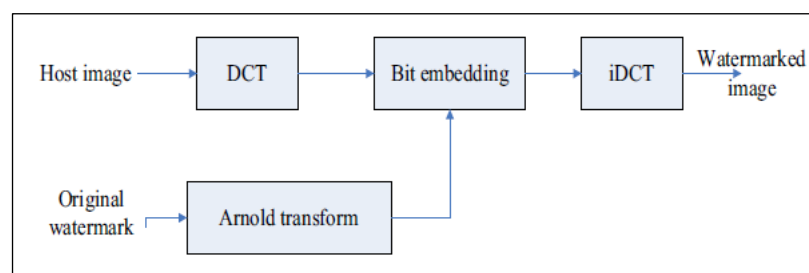 Host image
DCT
Bit embedding
iDCT
Watermarked
image
Original
watermark
Arnold transform